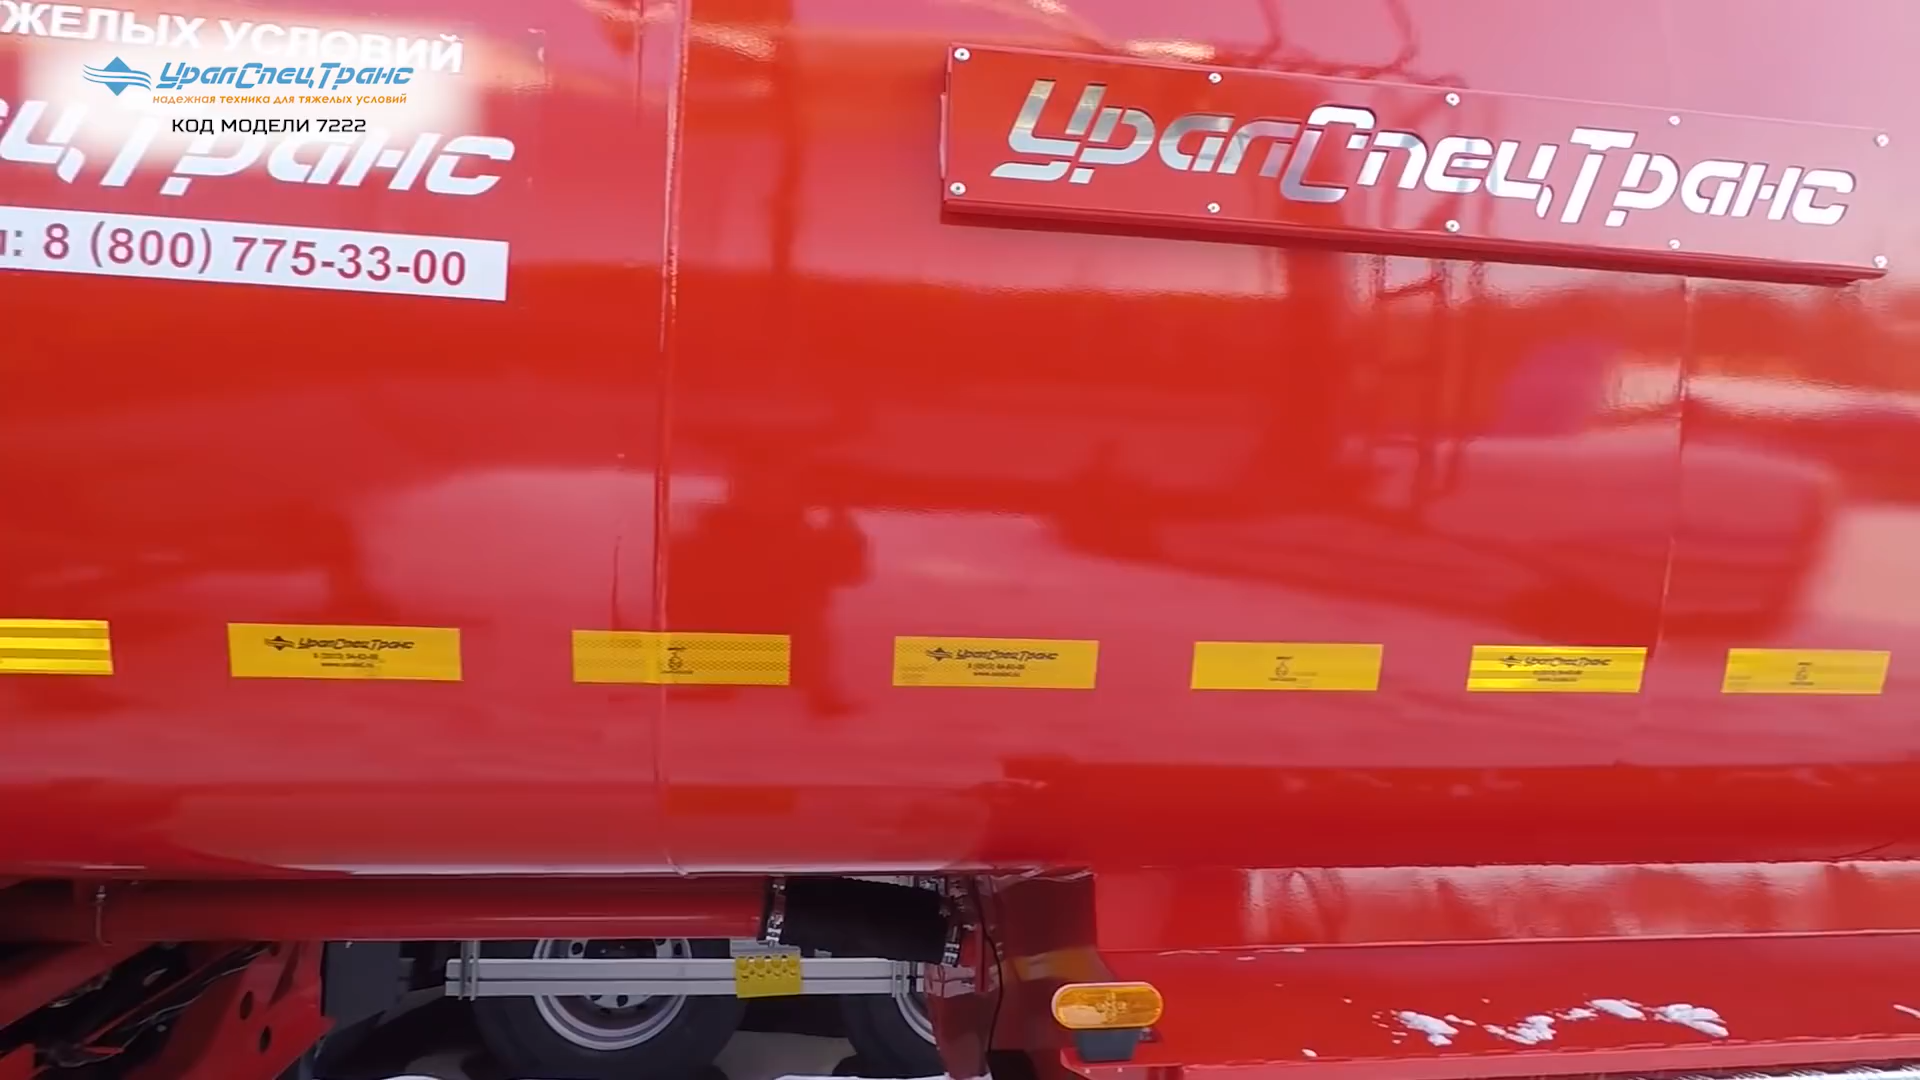 ЖЕЛЫХ УСЛОВИЙ
УралСпецТранс
надежная техника для тяжелых условий
КОД МОДЕЛИ 7222
ецТранс
8 (800) 775-33-00
УралСпецТранс
УралСпецТранс
УралСпецТранс
УралСпецТранс